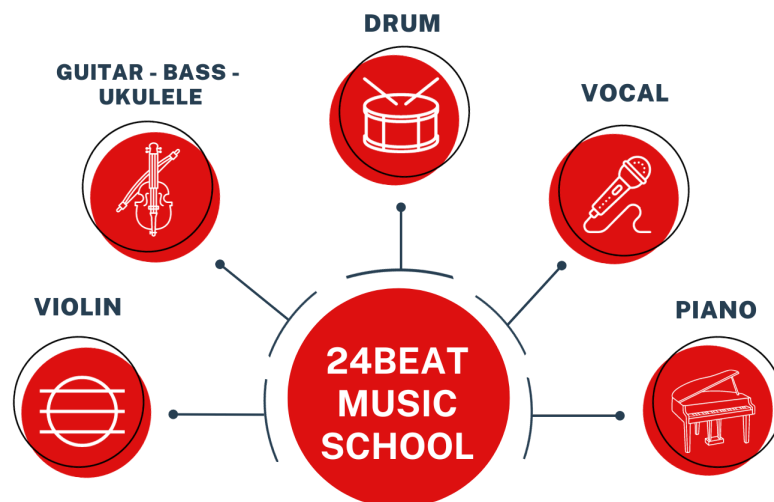 DRUM
GUITAR - BASS -
UKULELE
VOCAL
VIOLIN
PIANO
24BEAT
MUSIC
SCHOOL